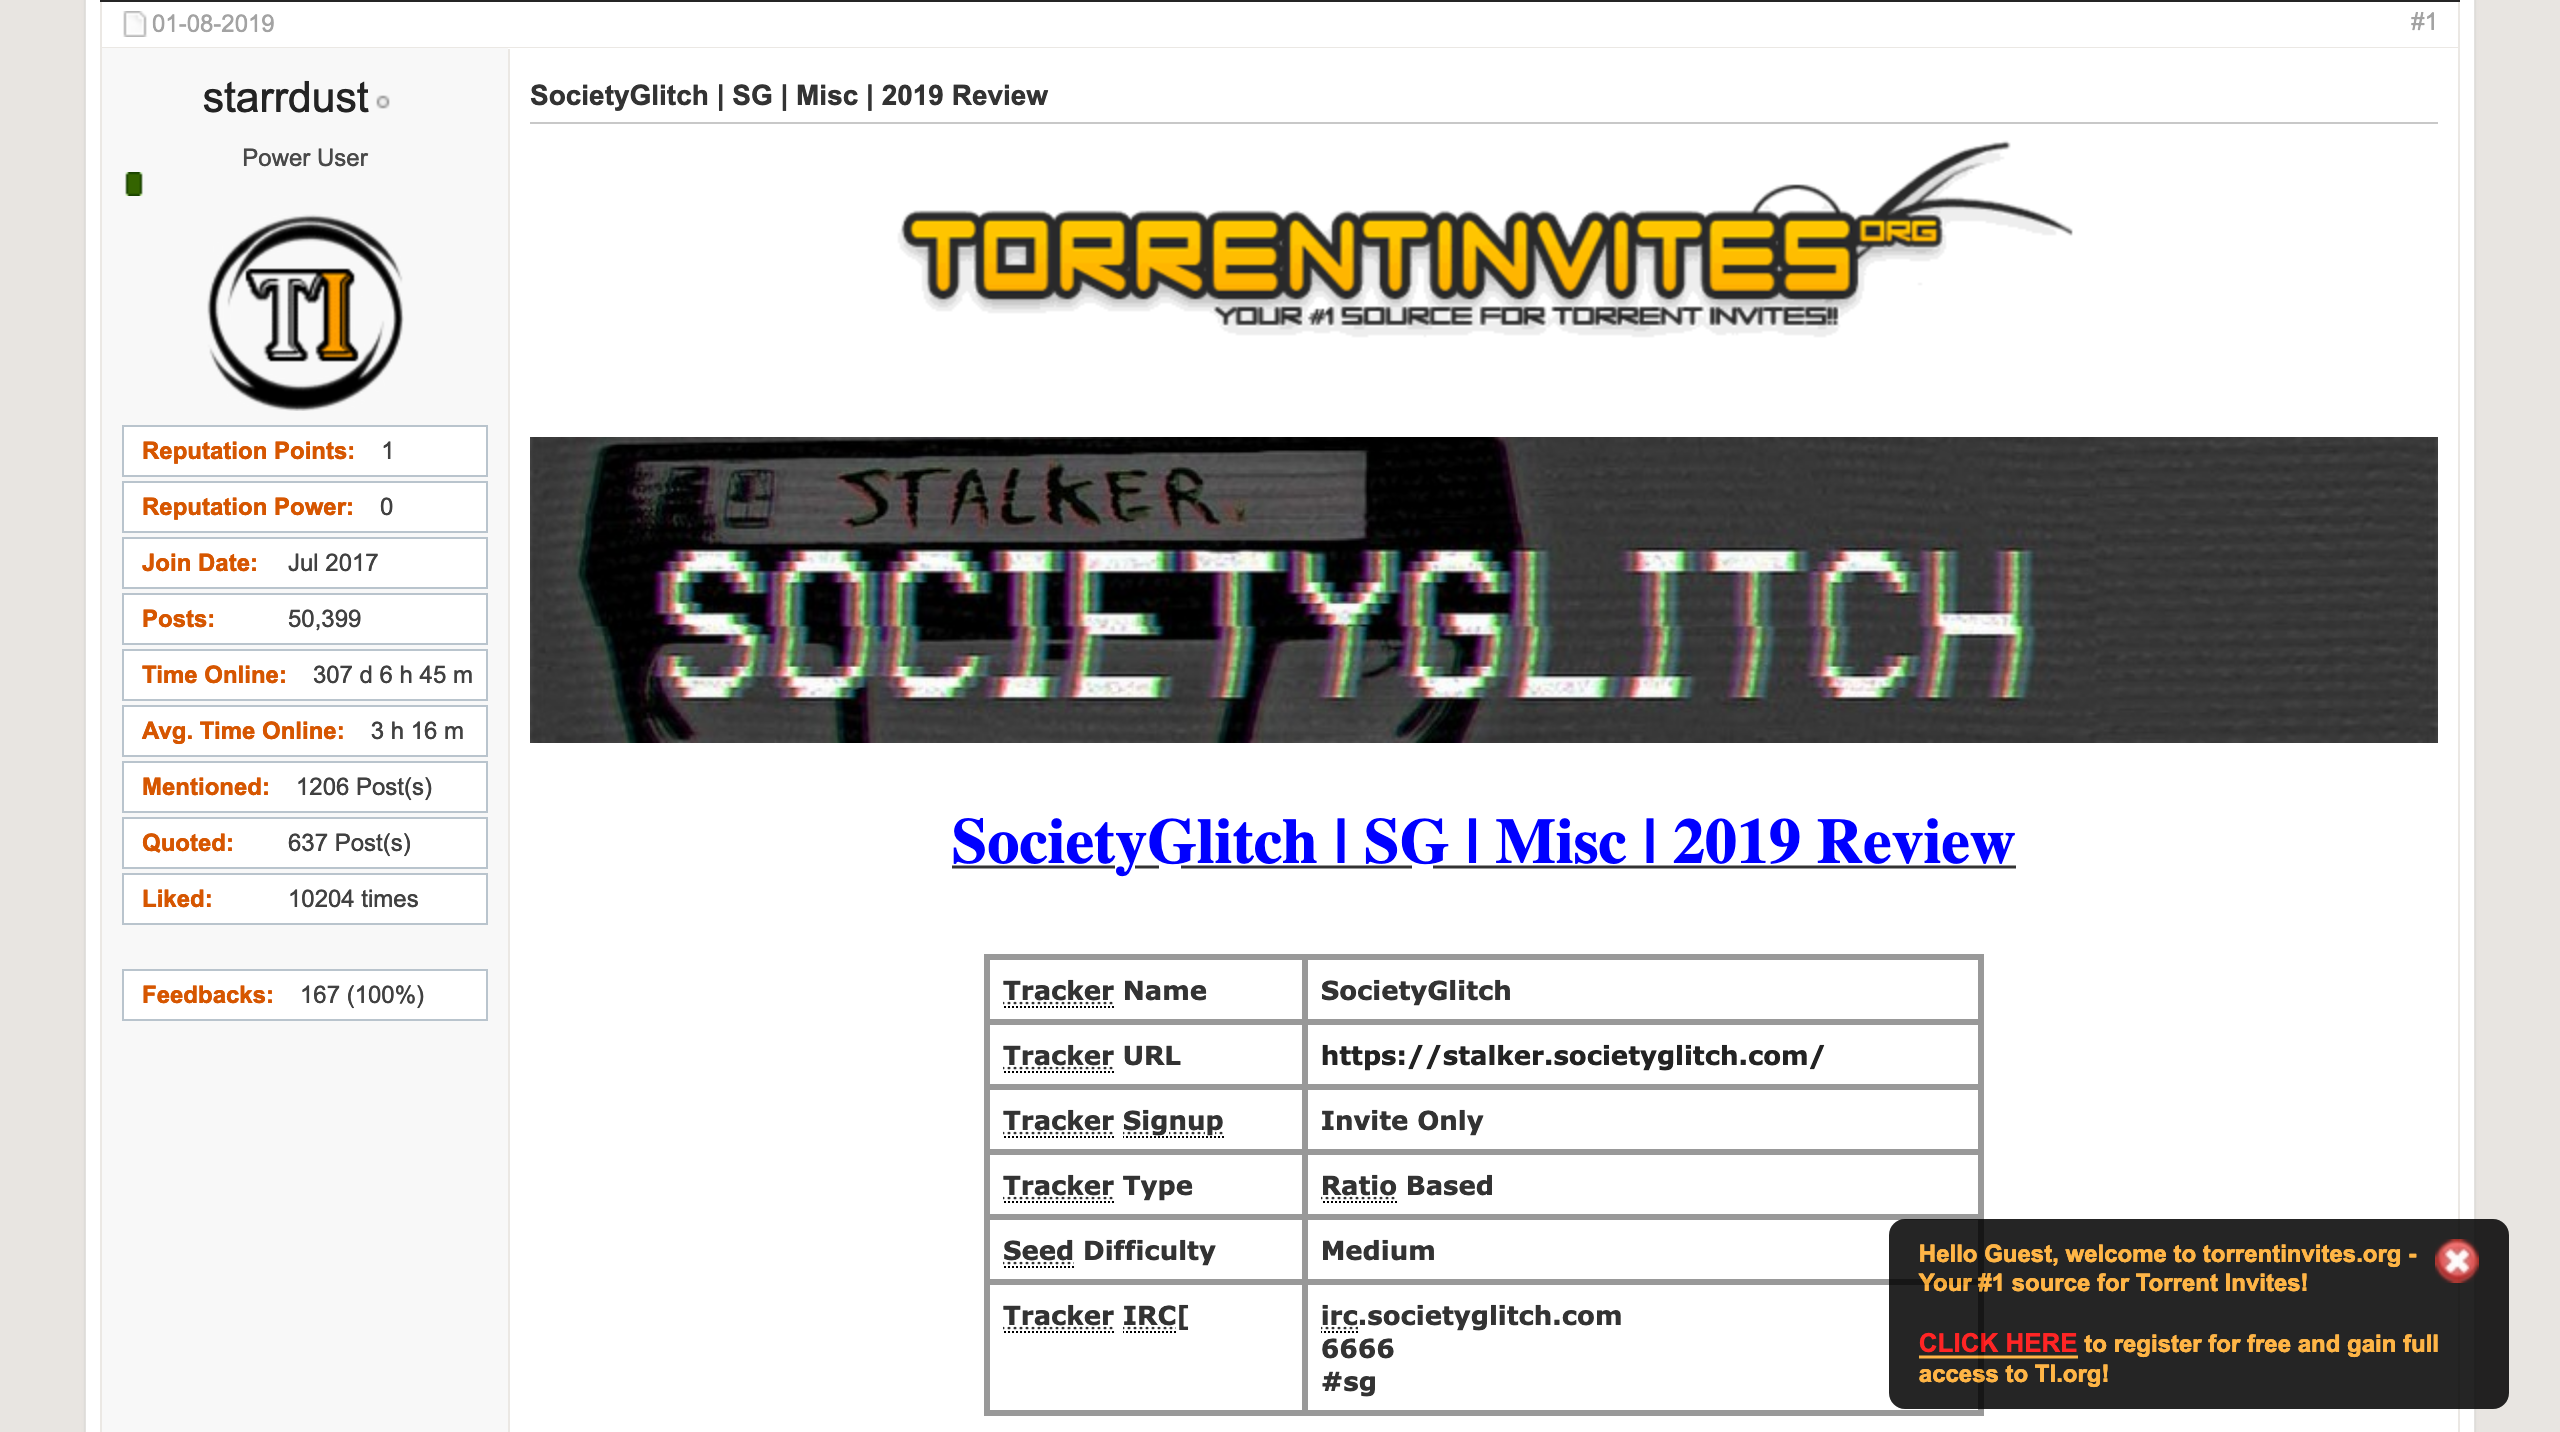 01-08-2019
#1
starrdust
Power User
TI
Reputation Points: 1
Reputation Power: 0
Join Date: Jul 2017
Posts: 50,399
Time Online: 307 d 6 h 45 m
Avg. Time Online: 3 h 16 m
Mentioned: 1206 Post(s)
Quoted: 637 Post(s)
Liked: 10204 times
Feedbacks: 167 (100%)
SocietyGlitch | SG | Misc | 2019 Review
TORRENTINVITES.ORG
YOUR #1 SOURCE FOR TORRENT INVITES!!
STALKER.
SOCIETYGLITCH
SocietyGlitch | SG | Misc | 2019 Review
Tracker Name SocietyGlitch
Tracker URL https://stalker.societyglitch.com/
Tracker Signup Invite Only
Tracker Type Ratio Based
Seed Difficulty Medium
Tracker IRC[ irc.societyglitch.com
6666
#sg
Hello Guest, welcome to torrentinvites.org -
Your #1 source for Torrent Invites!
CLICK HERE to register for free and gain full
access to TI.org!